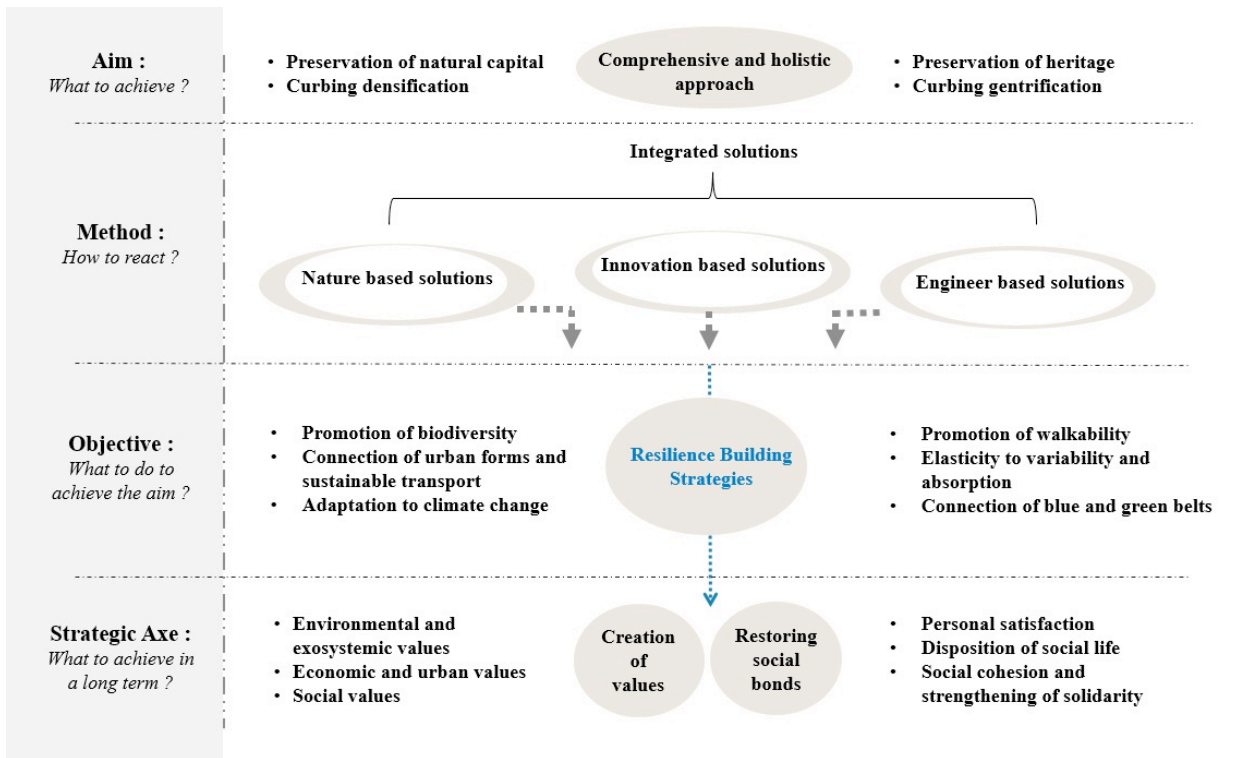 Aim :
What to achieve ?
• Preservation of natural capital
• Curbing densification
Comprehensive and holistic
approach
• Preservation of heritage
• Curbing gentrification
Method :
How to react ?
Integrated solutions
Nature based solutions
Innovation based solutions
Engineer based solutions
Objective :
What to do to
achieve the aim ?
• Promotion of biodiversity
• Connection of urban forms and
sustainable transport
• Adaptation to climate change
Resilience Building
Strategies
• Promotion of walkability
• Elasticity to variability and
absorption
• Connection of blue and green belts
Strategic Axe :
What to achieve in
a long term ?
• Environmental and
exosystemic values
• Economic and urban values
• Social values
Creation
of
values
Restoring
social
bonds
• Personal satisfaction
• Disposition of social life
• Social cohesion and
strengthening of solidarity